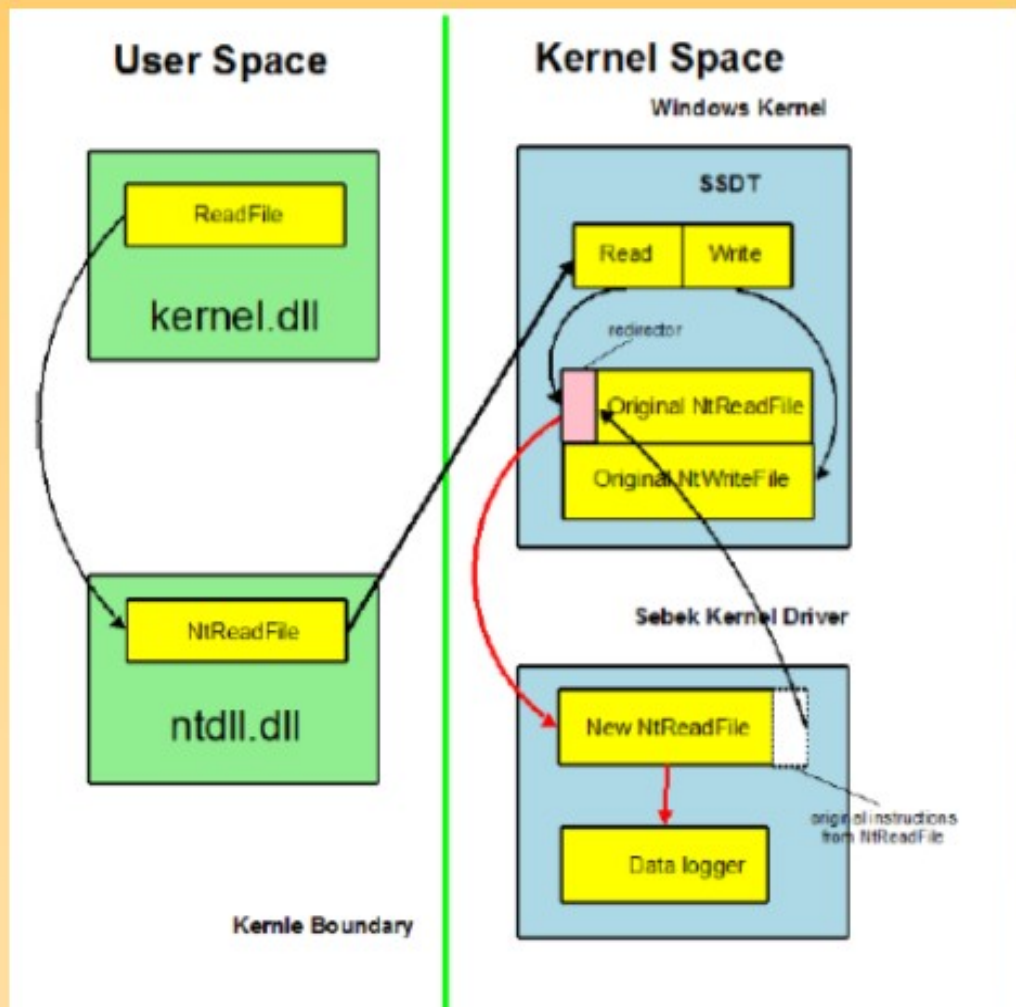 User Space
Kernel Space
Windows Kernel
ReadFile
kernel.dll
SSDT
Read
Write
redirector
Original NtReadFile
Original NtWriteFile
NtReadFile
ntdll.dll
Sebek Kernel Driver
New NtReadFile
original instructions
from NtReadFile
Data logger
Kernle Boundary